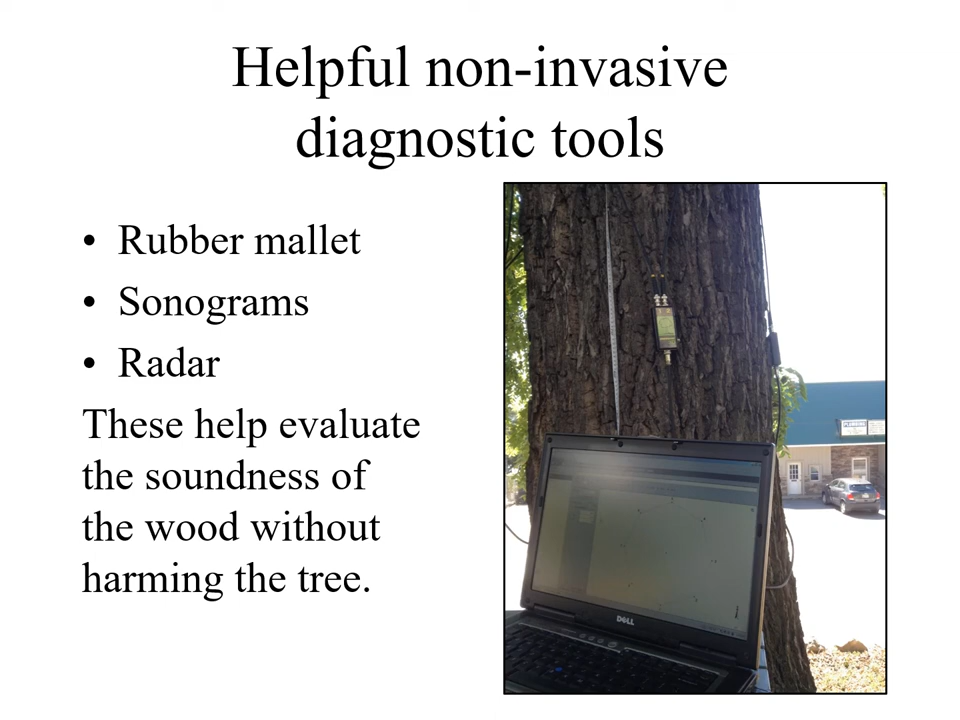 Helpful non-invasive
diagnostic tools
• Rubber mallet
• Sonograms
• Radar
These help evaluate
the soundness of
the wood without
harming the tree.
PLUMBING
DELL